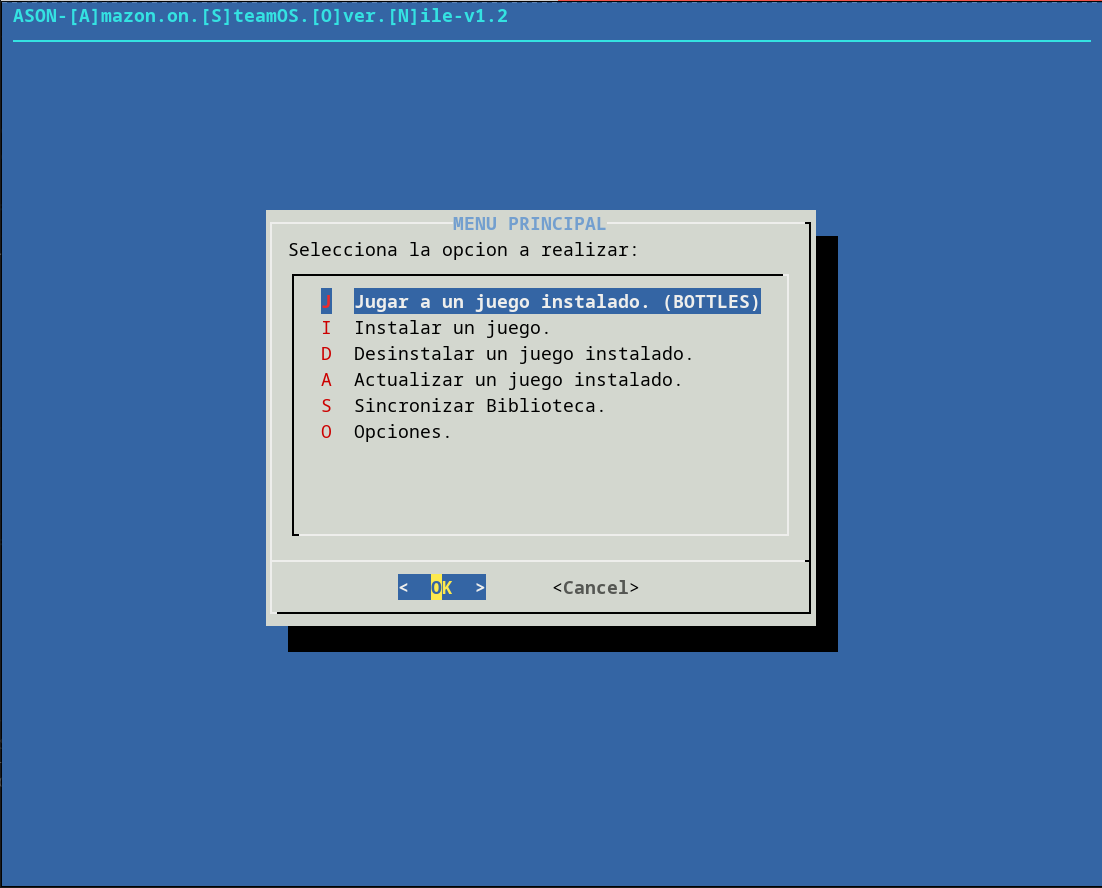 ASON-[A]mazon.on.[S]teamOS.[O]ver.[N]ile-v1.2
MENU PRINCIPAL
Selecciona la opcion a realizar:
J Jugar a un juego instalado. (BOTTLES)
I Instalar un juego.
D Desinstalar un juego instalado.
A Actualizar un juego instalado.
S Sincronizar Biblioteca.
O Opciones.
< OK > <Cancel>